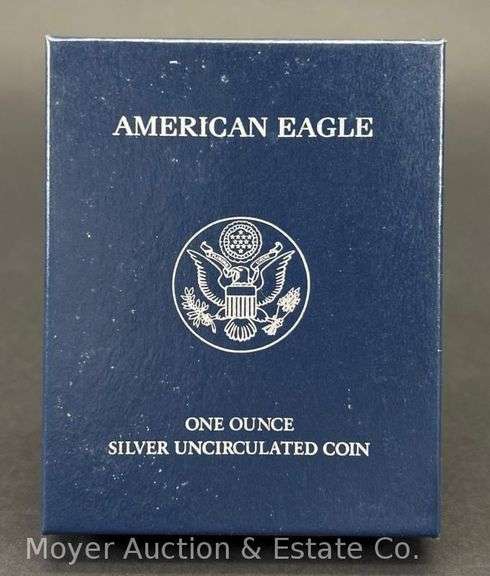 AMERICAN EAGLE
ONE OUNCE
SILVER UNCIRCULATED COIN
Moyer Auction & Estate Co.